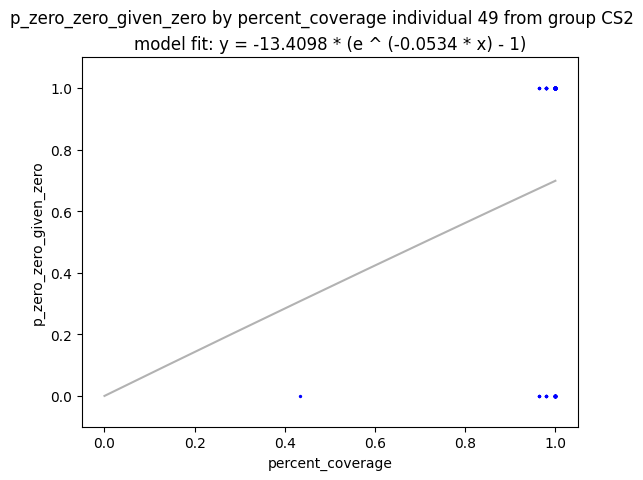 p_zero_zero_given_zero by percent_coverage individual 49 from group CS2
model fit: y = -13.4098 * (e ^ (-0.0534 * x) - 1)
1.0
0.8
0.6
0.4
0.2
0.0
p_zero_zero_given_zero
0.0 0.2 0.4 0.6 0.8 1.0
percent_coverage